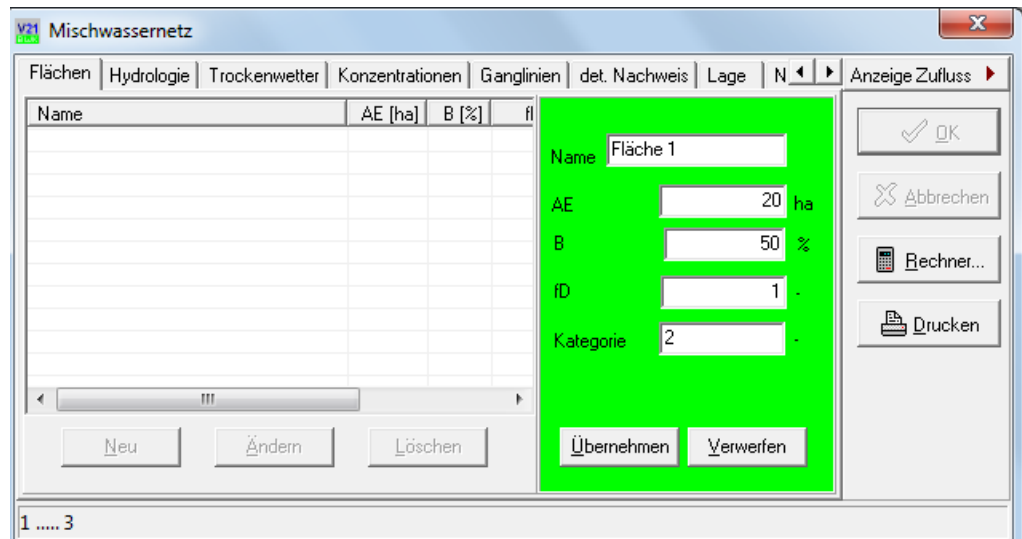 V21 Mischwassernetz
Flächen Hydrologie Trockenwetter Konzentrationen Ganglinien det. Nachweis Lage N Anzeige Zufluss
Name AE [ha] B [%] f
Name Fläche 1
AE 20 ha
B 50 %
fD 1 -
Kategorie 2 -
Neu Ändern Löschen
Übernehmen Verwerfen
OK
Abbrechen
Rechner...
Drucken
1 ..... 3